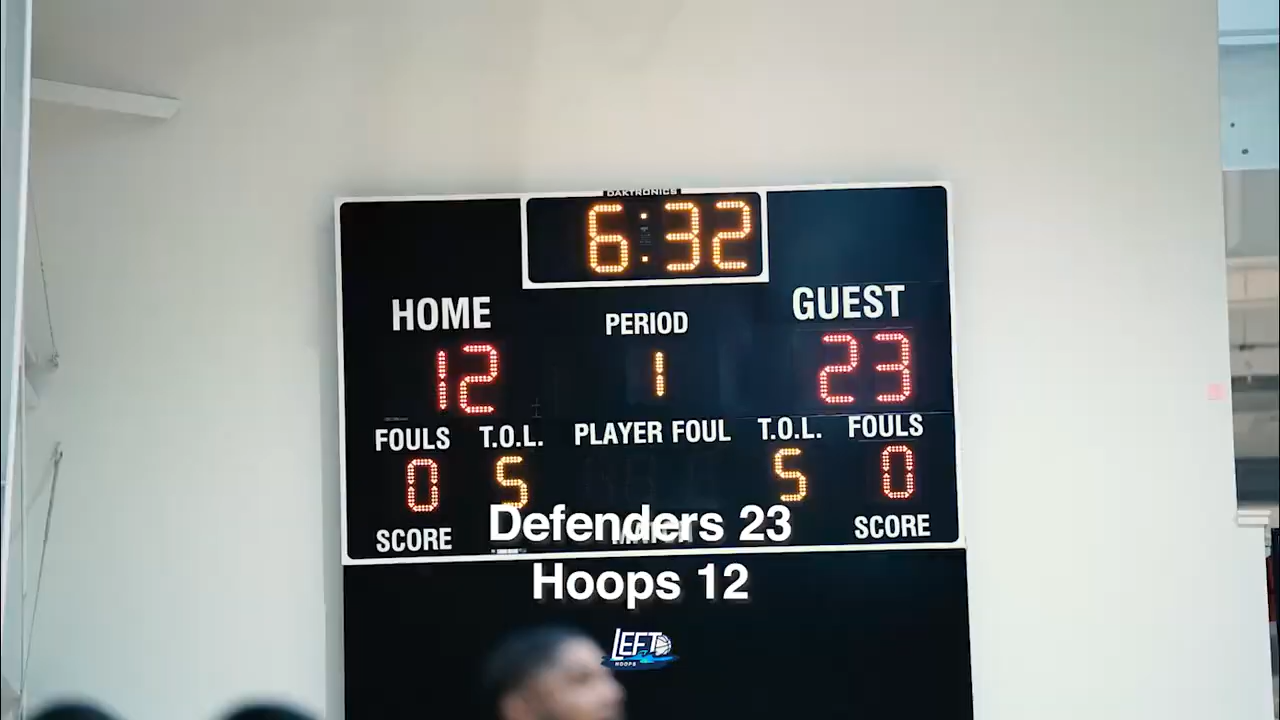 DAKTRONICS
6:32
HOME
PERIOD
GUEST
12
1
23
FOULS T.O.L. PLAYER FOUL T.O.L. FOULS
0 5 5 0
SCORE MATCH SCORE
Defenders 23
Hoops 12
LEFT
HOOPS